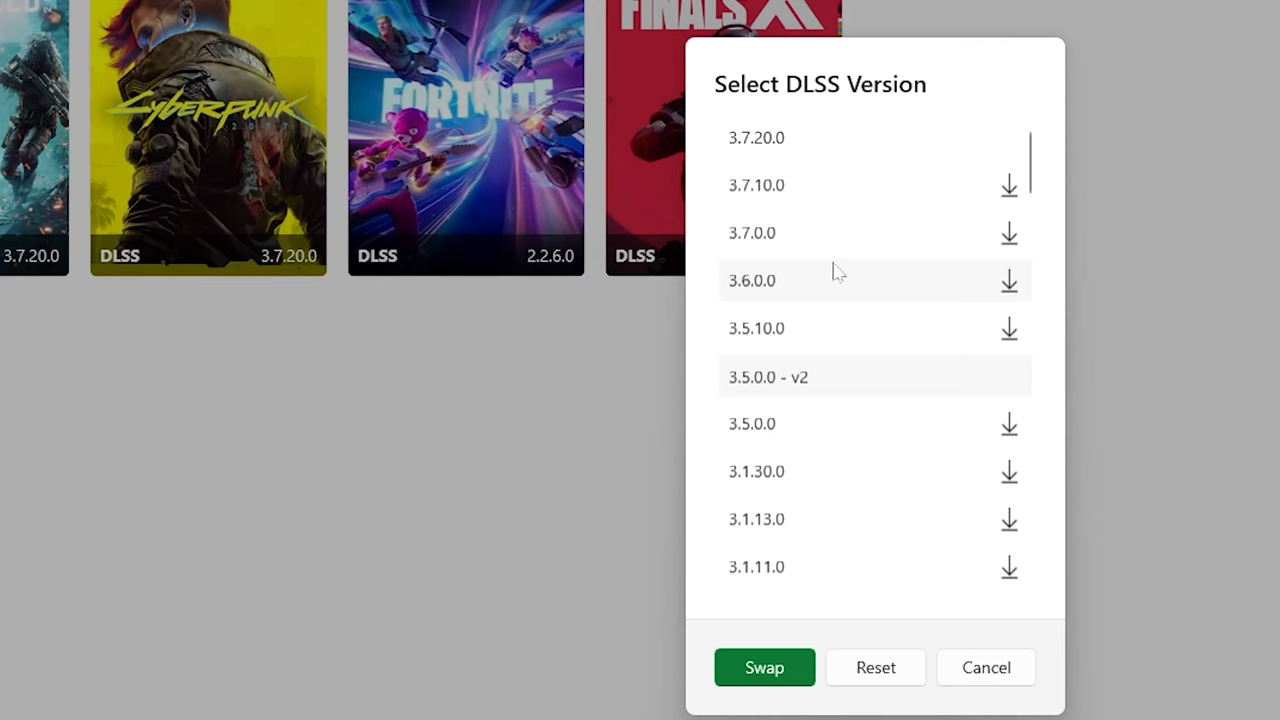 FINALS
Select DLSS Version
3.7.20.0
3.7.10.0
3.7.0.0
3.6.0.0
3.5.10.0
3.5.0.0 - v2
3.5.0.0
3.1.30.0
3.1.13.0
3.1.11.0
Swap
Reset
Cancel
CYBERPUNK
2077
FORTNITE
3.7.20.0
DLSS
3.7.20.0
DLSS
2.2.6.0
DLSS